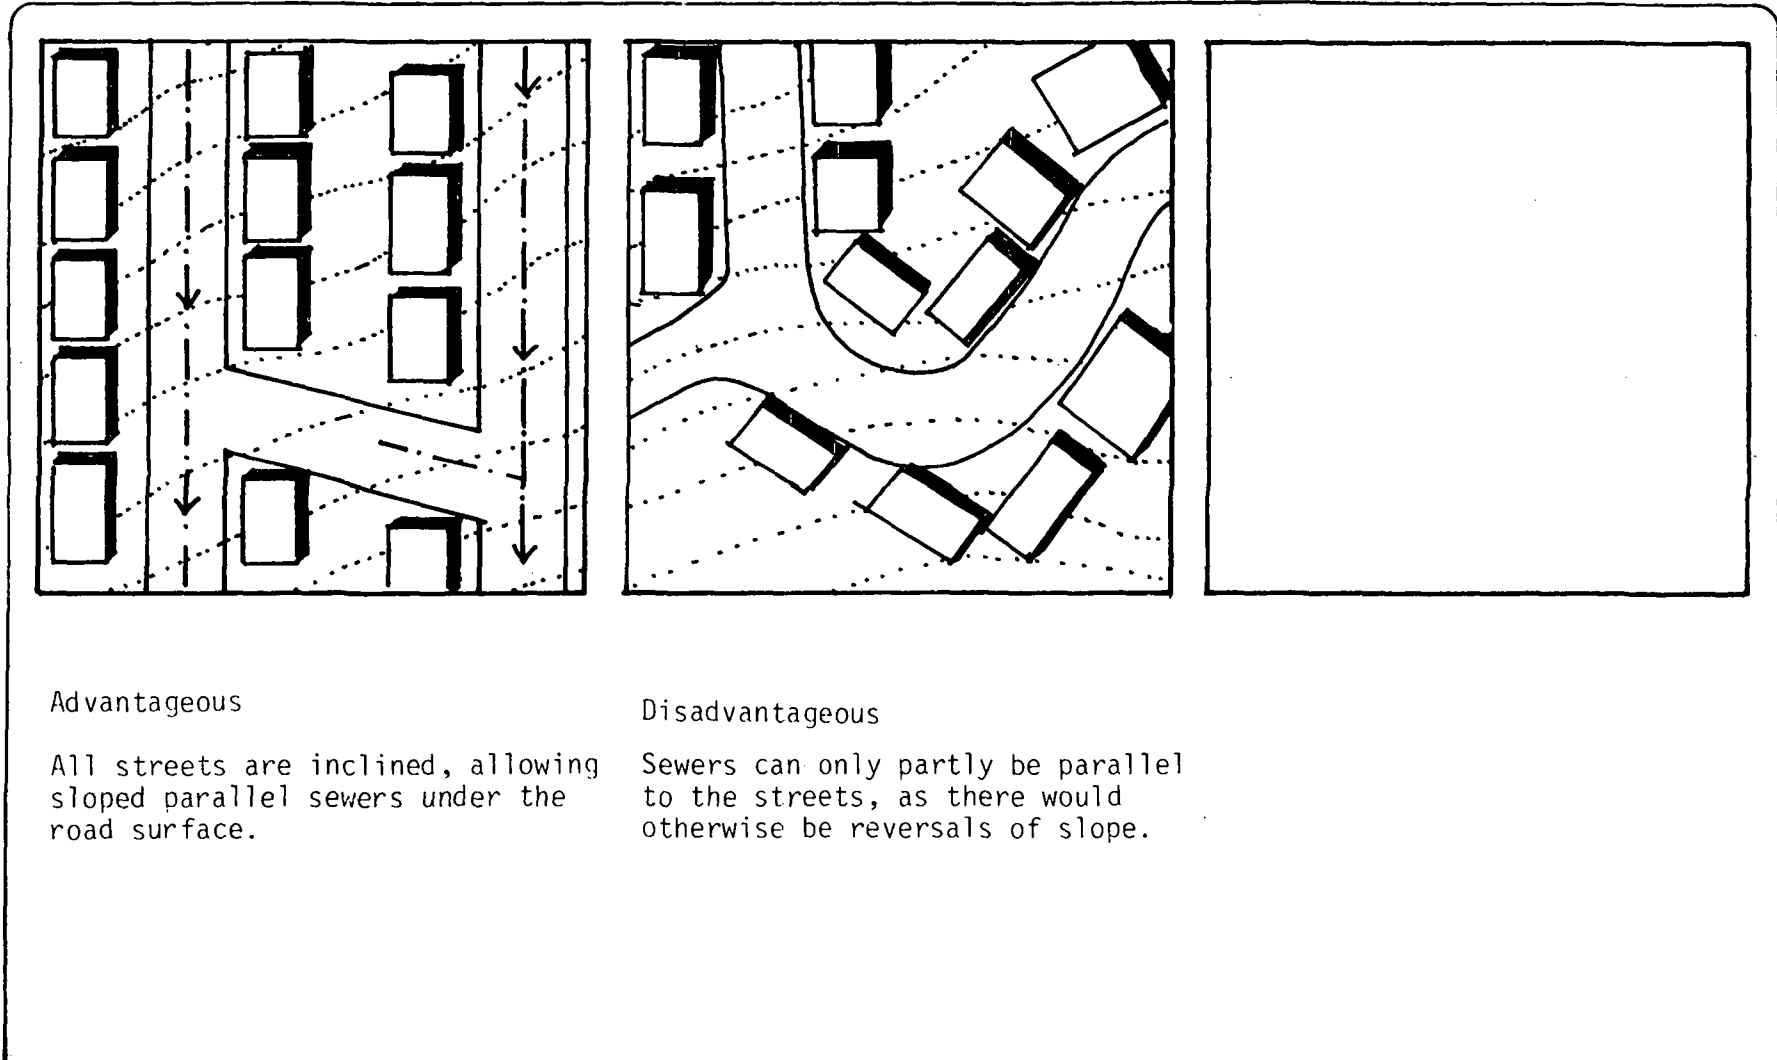 Advantageous
All streets are inclined, allowing
sloped parallel sewers under the
road surface.
Disadvantageous
Sewers can only partly be parallel
to the streets, as there would
otherwise be reversals of slope.